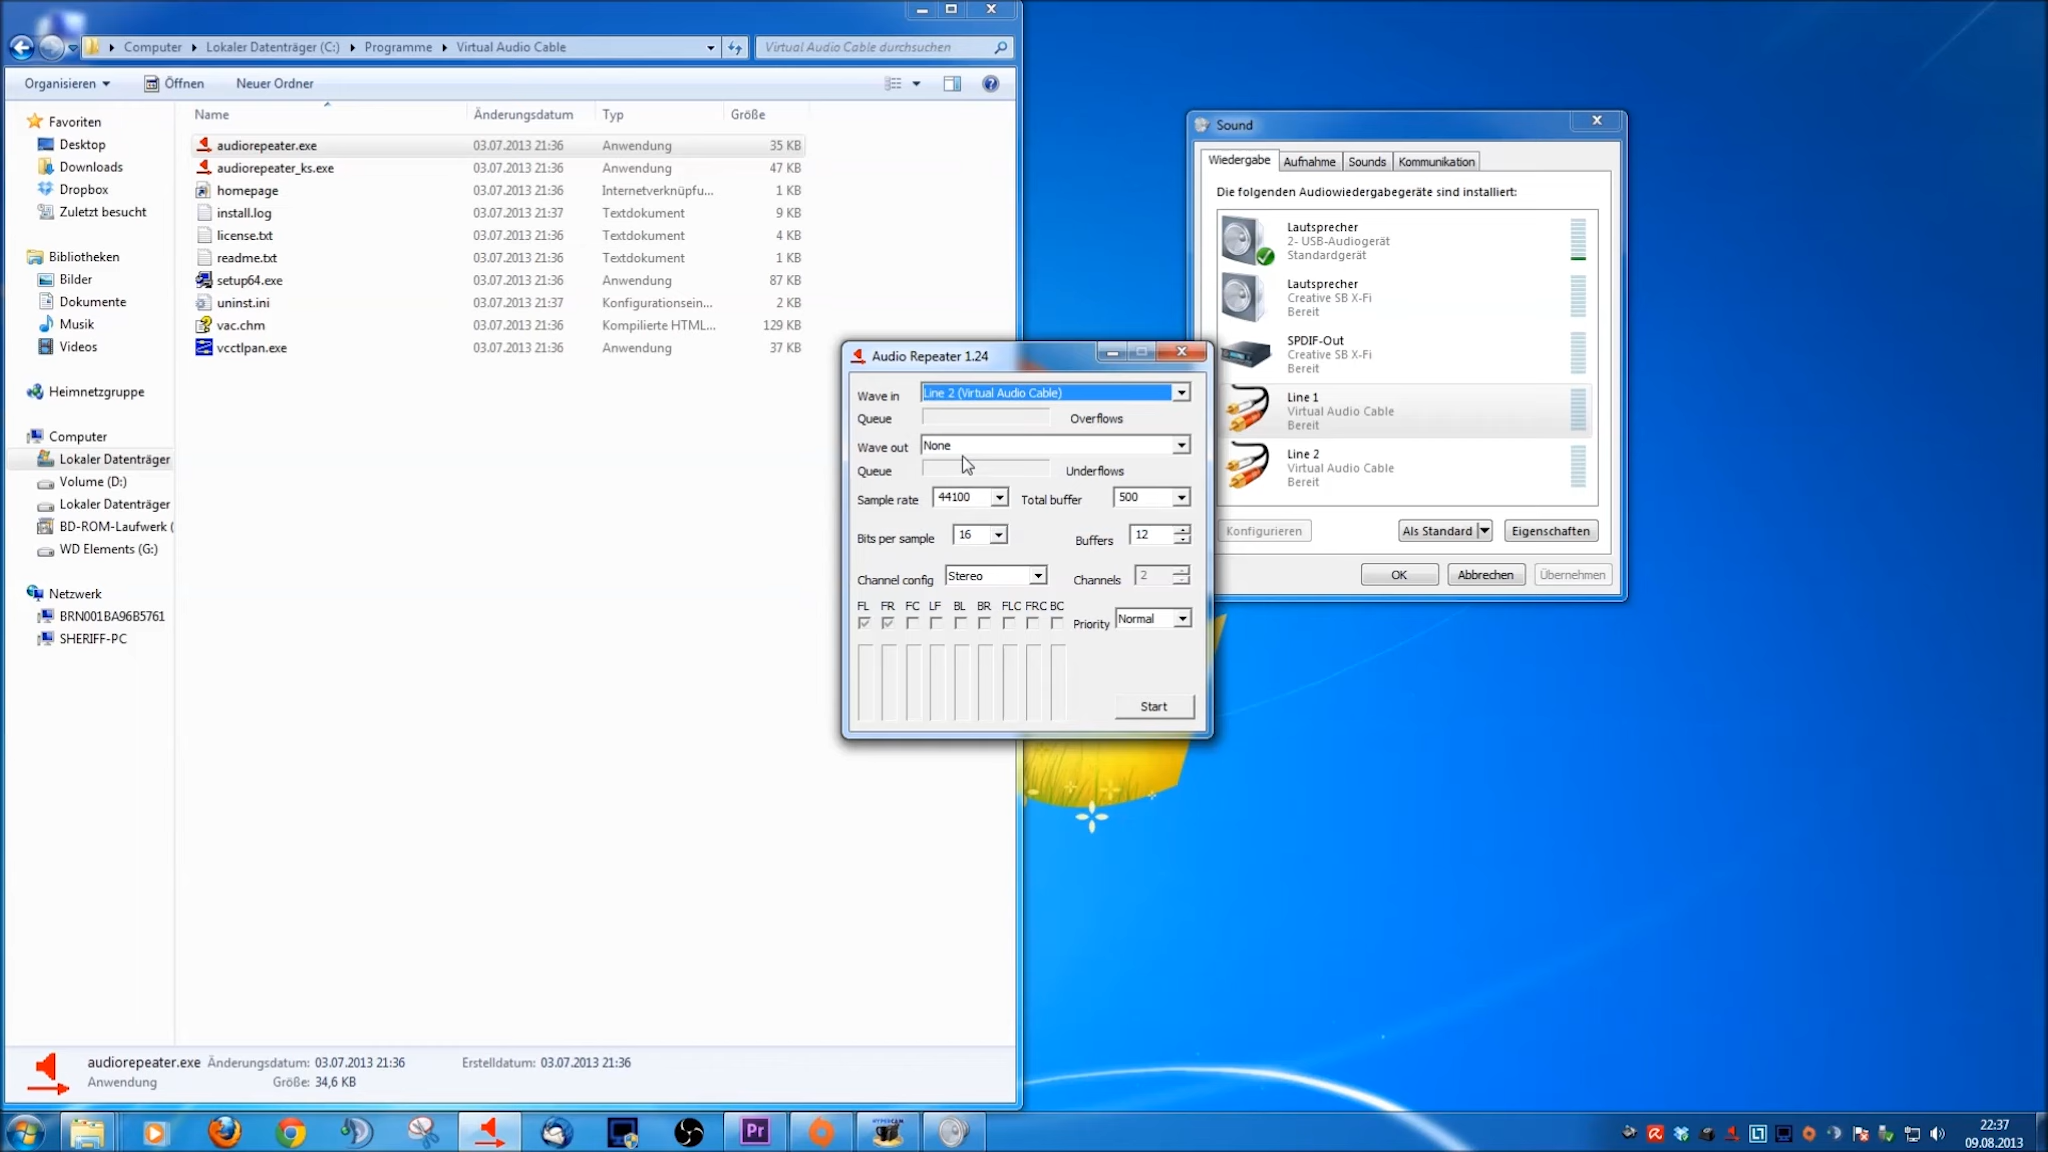 Computer Lokaler Datenträger (C:) Programme Virtual Audio Cable
Virtual Audio Cable durchsuchen
Organisieren Öffnen Neuer Ordner
Name Änderungsdatum Typ Größe
audiorepeater.exe 03.07.2013 21:36 Anwendung 35 KB
audiorepeater_ks.exe 03.07.2013 21:36 Anwendung 47 KB
homepage 03.07.2013 21:36 Internetverknüpfu... 1 KB
install.log 03.07.2013 21:37 Textdokument 9 KB
license.txt 03.07.2013 21:36 Textdokument 4 KB
readme.txt 03.07.2013 21:36 Textdokument 1 KB
setup64.exe 03.07.2013 21:36 Anwendung 87 KB
uninst.ini 03.07.2013 21:37 Konfigurationsein... 2 KB
vac.chm 03.07.2013 21:36 Kompilierte HTML... 129 KB
vcctlpan.exe 03.07.2013 21:36 Anwendung 37 KB
Favoriten
Desktop
Downloads
Dropbox
Zuletzt besucht
Bibliotheken
Bilder
Dokumente
Musik
Videos
Heimnetzgruppe
Computer
Lokaler Datenträger
Volume (D:)
Lokaler Datenträger
BD-ROM-Laufwerk (
WD Elements (G:)
Netzwerk
BRN001BA96B5761
SHERIFF-PC
audiorepeater.exe Änderungsdatum: 03.07.2013 21:36 Erstelldatum: 03.07.2013 21:36
Anwendung Größe: 34,6 KB
Audio Repeater 1.24
Wave in Line 2 (Virtual Audio Cable)
Queue Overflows
Wave out None
Queue Underflows
Sample rate 44100 Total buffer 500
Bits per sample 16 Buffers 12
Channel config Stereo Channels 2
FL FR FC LF BL BR FLC FRC BC
Priority Normal
Start
Sound
Wiedergabe Aufnahme Sounds Kommunikation
Die folgenden Audiowiedergabegeräte sind installiert:
Lautsprecher
2- USB-Audiogerät
Standardgerät
Lautsprecher
Creative SB X-Fi
Bereit
SPDIF-Out
Creative SB X-Fi
Bereit
Line 1
Virtual Audio Cable
Bereit
Line 2
Virtual Audio Cable
Bereit
Konfigurieren Als Standard Eigenschaften
OK Abbrechen Übernehmen
Pr
HYPERCAM
22:37
09.08.2013